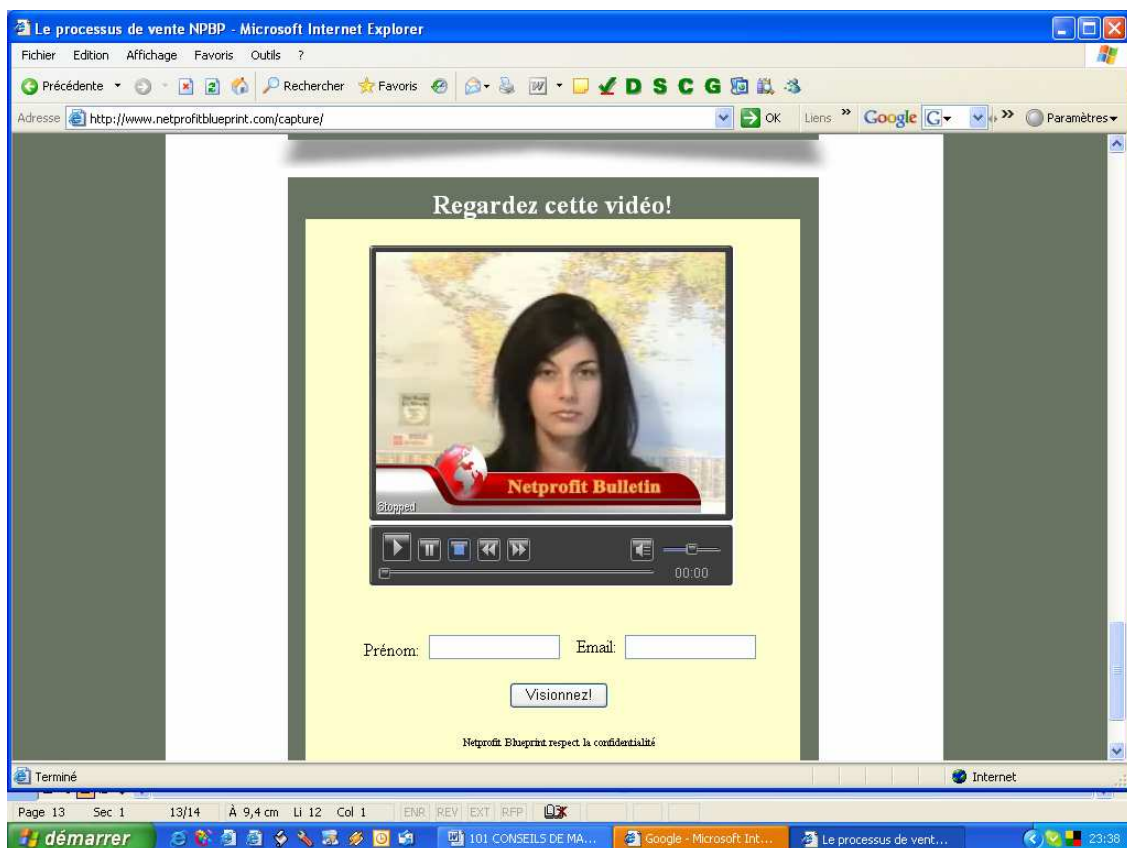 Le processus de vente NPBP - Microsoft Internet Explorer
Fichier Edition Affichage Favoris Outils ?
Précédente Rechercher Favoris D S C G
Adresse http://www.netprofitblueprint.com/capture/ OK Liens » Google G » Paramètres
Regardez cette vidéo!
Netprofit Bulletin
Stopped
00:00
Prénom: Email:
Visionnez!
Netprofit Blueprint respect la confidentialité
Terminé Internet
Page 13 Sec 1 13/14 À 9,4 cm Li 12 Col 1 ENR REV EXT RFP
démarrer 101 CONSEILS DE MA... Google - Microsoft Int... Le processus de vent... 23:38